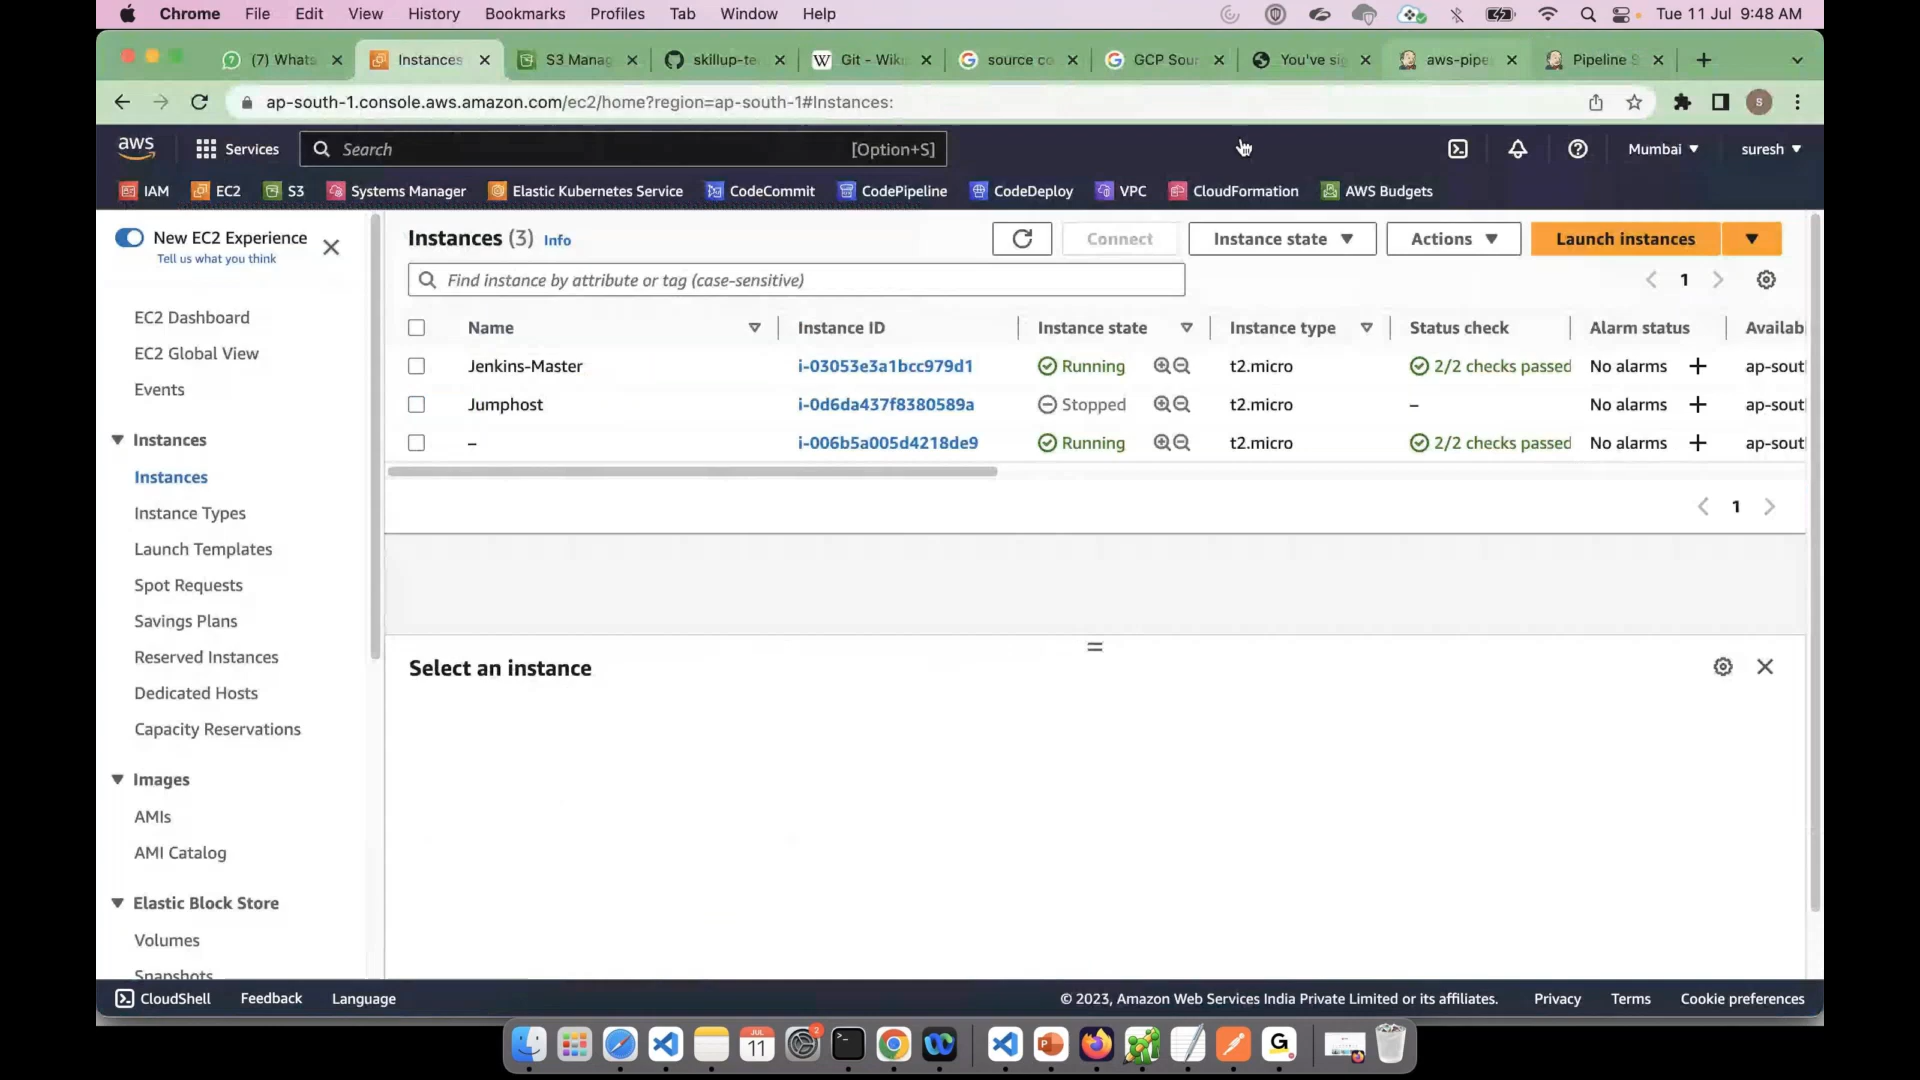 Chrome File Edit View History Bookmarks Profiles Tab Window Help Tue 11 Jul 9:48 AM
(7) Whats Instances S3 Manag skillup-te Git - Wiki source co GCP Sour You've sig aws-pipe Pipeline S
ap-south-1.console.aws.amazon.com/ec2/home?region=ap-south-1#Instances: s
aws Services Search [Option+S] Mumbai suresh
IAM EC2 S3 Systems Manager Elastic Kubernetes Service CodeCommit CodePipeline CodeDeploy VPC CloudFormation AWS Budgets
New EC2 Experience
Tell us what you think
EC2 Dashboard
EC2 Global View
Events
Instances
Instances
Instance Types
Launch Templates
Spot Requests
Savings Plans
Reserved Instances
Dedicated Hosts
Capacity Reservations
Images
AMIs
AMI Catalog
Elastic Block Store
Volumes
Snapshots
Instances (3) Info Connect Instance state Actions Launch instances
Find instance by attribute or tag (case-sensitive) 1
Name Instance ID Instance state Instance type Status check Alarm status Availab
Jenkins-Master i-03053e3a1bcc979d1 Running t2.micro 2/2 checks passed No alarms + ap-sout
Jumphost i-0d6da437f8380589a Stopped t2.micro – No alarms + ap-sout
– i-006b5a005d4218de9 Running t2.micro 2/2 checks passed No alarms + ap-sout
1
Select an instance
CloudShell Feedback Language © 2023, Amazon Web Services India Private Limited or its affiliates. Privacy Terms Cookie preferences
JUL
11
2
G